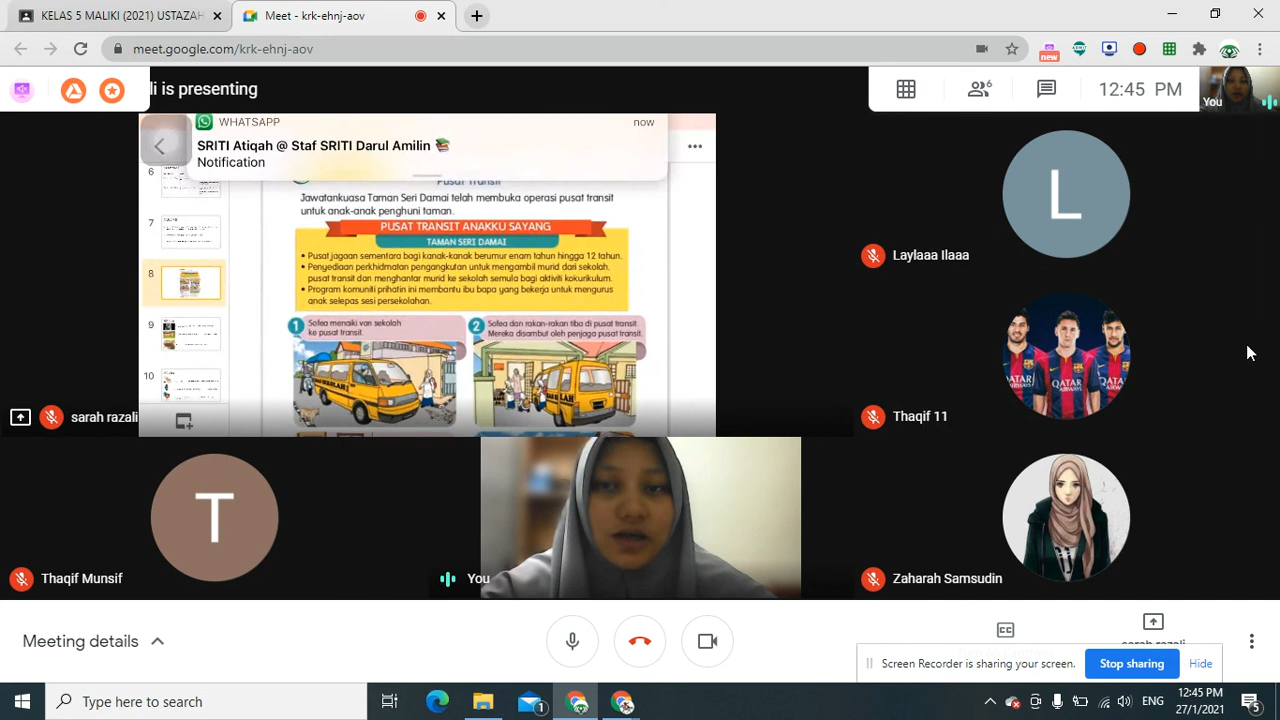 KELAS 5 MALIKI (2021) USTAZAH
Meet - krk-ehnj-aov
meet.google.com/krk-ehnj-aov
new
li is presenting
6
12:45 PM
You
WHATSAPP
now
SRITI Atiqah @ Staf SRITI Darul Amilin
Notification
Pusat Transit
Jawatankuasa Taman Seri Damai telah membuka operasi pusat transit
untuk anak-anak penghuni taman.
PUSAT TRANSIT ANAKKU SAYANG
TAMAN SERI DAMAI
• Pusat jagaan sementara bagi kanak-kanak berumur enam tahun hingga 12 tahun.
• Penyediaan perkhidmatan pengangkutan untuk mengambil murid dari sekolah,
pusat transit dan menghantar murid ke sekolah semula bagi aktiviti kokurikulum.
• Program komuniti prihatin ini membantu ibu bapa yang bekerja untuk mengurus
anak selepas sesi persekolahan.
1 Sofea menaiki van sekolah
ke pusat transit.
2 Sofea dan rakan-rakan tiba di pusat transit.
Mereka disambut oleh penjaga pusat transit.
6
7
8
9
10
sarah razali
L
Laylaaa Ilaaa
QATAR
Thaqif 11
T
Thaqif Munsif
You
Zaharah Samsudin
Meeting details
CC
sarah razali
Screen Recorder is sharing your screen.
Stop sharing
Hide
Type here to search
1
ENG
12:45 PM
27/1/2021
5